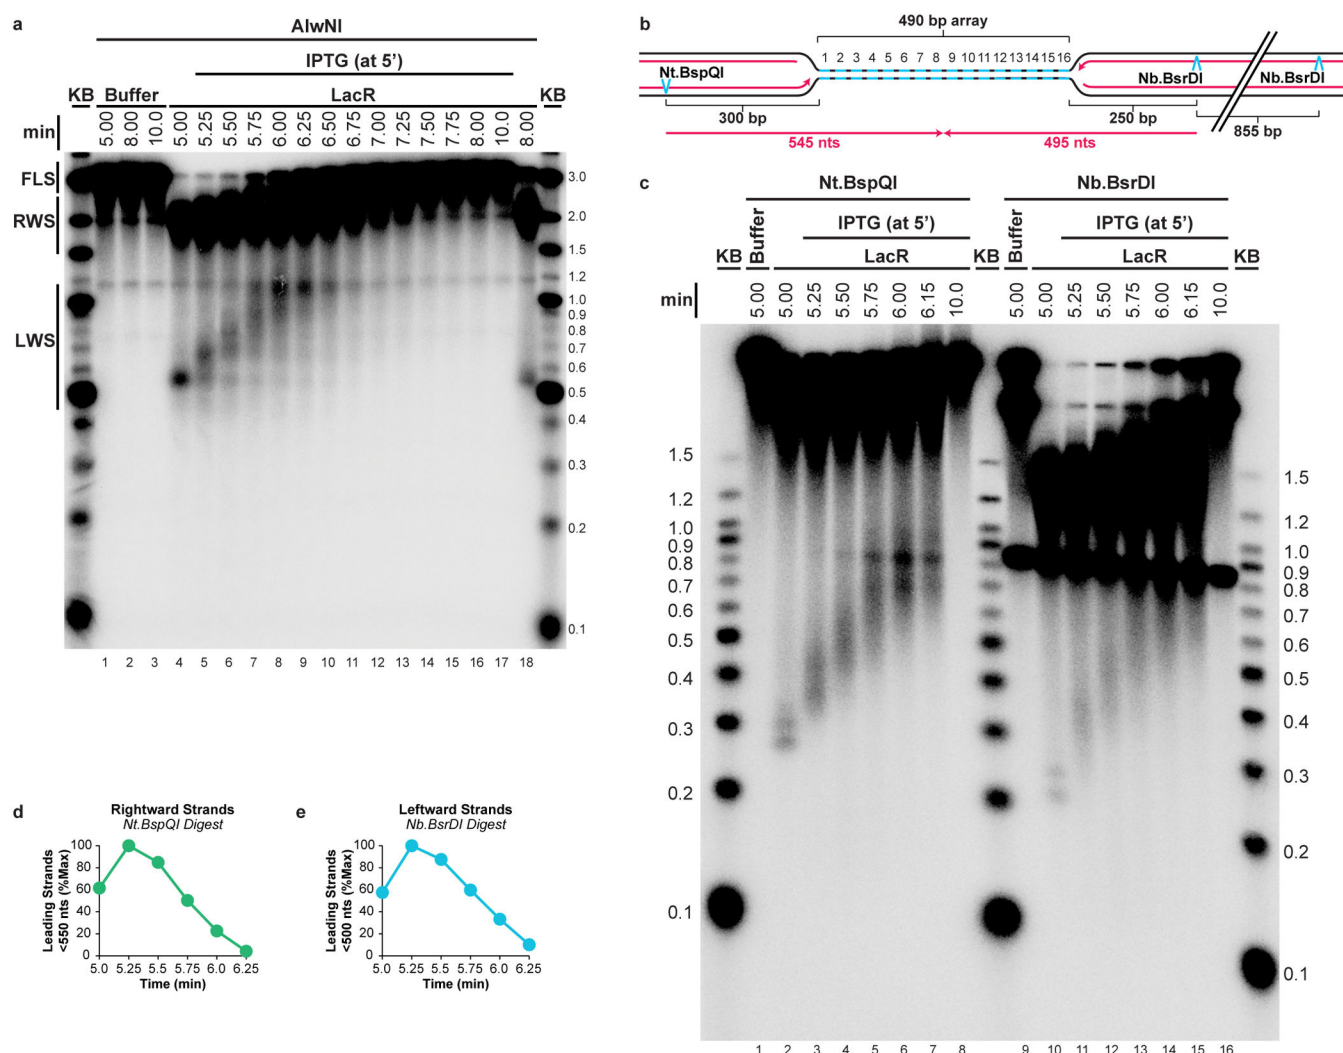 a
AlwNI
IPTG (at 5')
KB Buffer LacR KB
min 5.00 8.00 10.0 5.00 5.25 5.50 5.75 6.00 6.25 6.50 6.75 7.00 7.25 7.50 7.75 8.00 10.0 8.00
FLS
RWS
LWS
3.0
2.0
1.5
1.2
1.0
0.9
0.8
0.7
0.6
0.5
0.4
0.3
0.2
0.1
1 2 3 4 5 6 7 8 9 10 11 12 13 14 15 16 17 18
b
490 bp array
1 2 3 4 5 6 7 8 9 10 11 12 13 14 15 16
Nt.BspQI Nb.BsrDI Nb.BsrDI
300 bp 250 bp 855 bp
545 nts 495 nts
c
Nt.BspQI Nb.BsrDI
Buffer IPTG (at 5') Buffer IPTG (at 5')
KB LacR KB LacR KB
min 5.00 5.00 5.25 5.50 5.75 6.00 6.15 10.0 5.00 5.00 5.25 5.50 5.75 6.00 6.15 10.0
1.5
1.2
1.0
0.9
0.8
0.7
0.6
0.5
0.4
0.3
0.2
0.1
1.5
1.2
1.0
0.9
0.8
0.7
0.6
0.5
0.4
0.3
0.2
0.1
1 2 3 4 5 6 7 8 9 10 11 12 13 14 15 16
d
Rightward Strands
Nt.BspQI Digest
Leading Strands
<550 nts (%Max)
100
80
60
40
20
0
5.0 5.25 5.5 5.75 6.0 6.25
Time (min)
e
Leftward Strands
Nb.BsrDI Digest
Leading Strands
<500 nts (%Max)
100
80
60
40
20
0
5.0 5.25 5.5 5.75 6.0 6.25
Time (min)